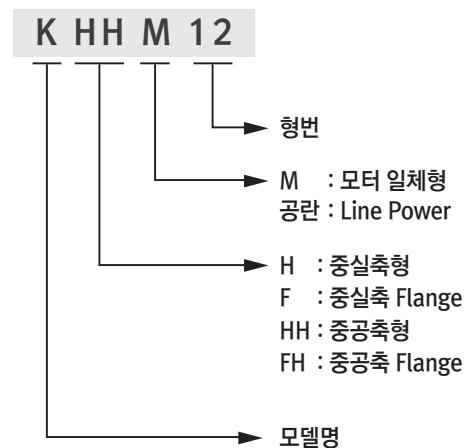 K HH M 12
형번
M : 모터 일체형
공란 : Line Power
H : 중실축형
F : 중실축 Flange
HH : 중공축형
FH : 중공축 Flange
모델명